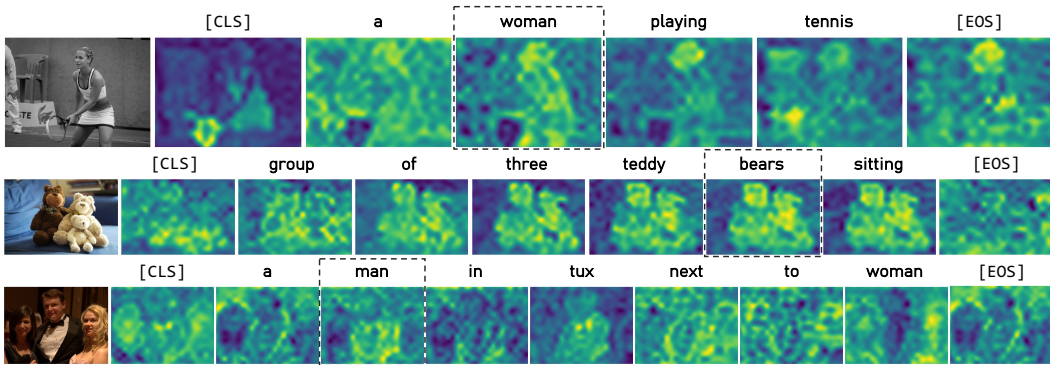 [CLS] a woman playing tennis [EOS]
STE
[CLS] group of three teddy bears sitting [EOS]
[CLS] a man in tux next to woman [EOS]